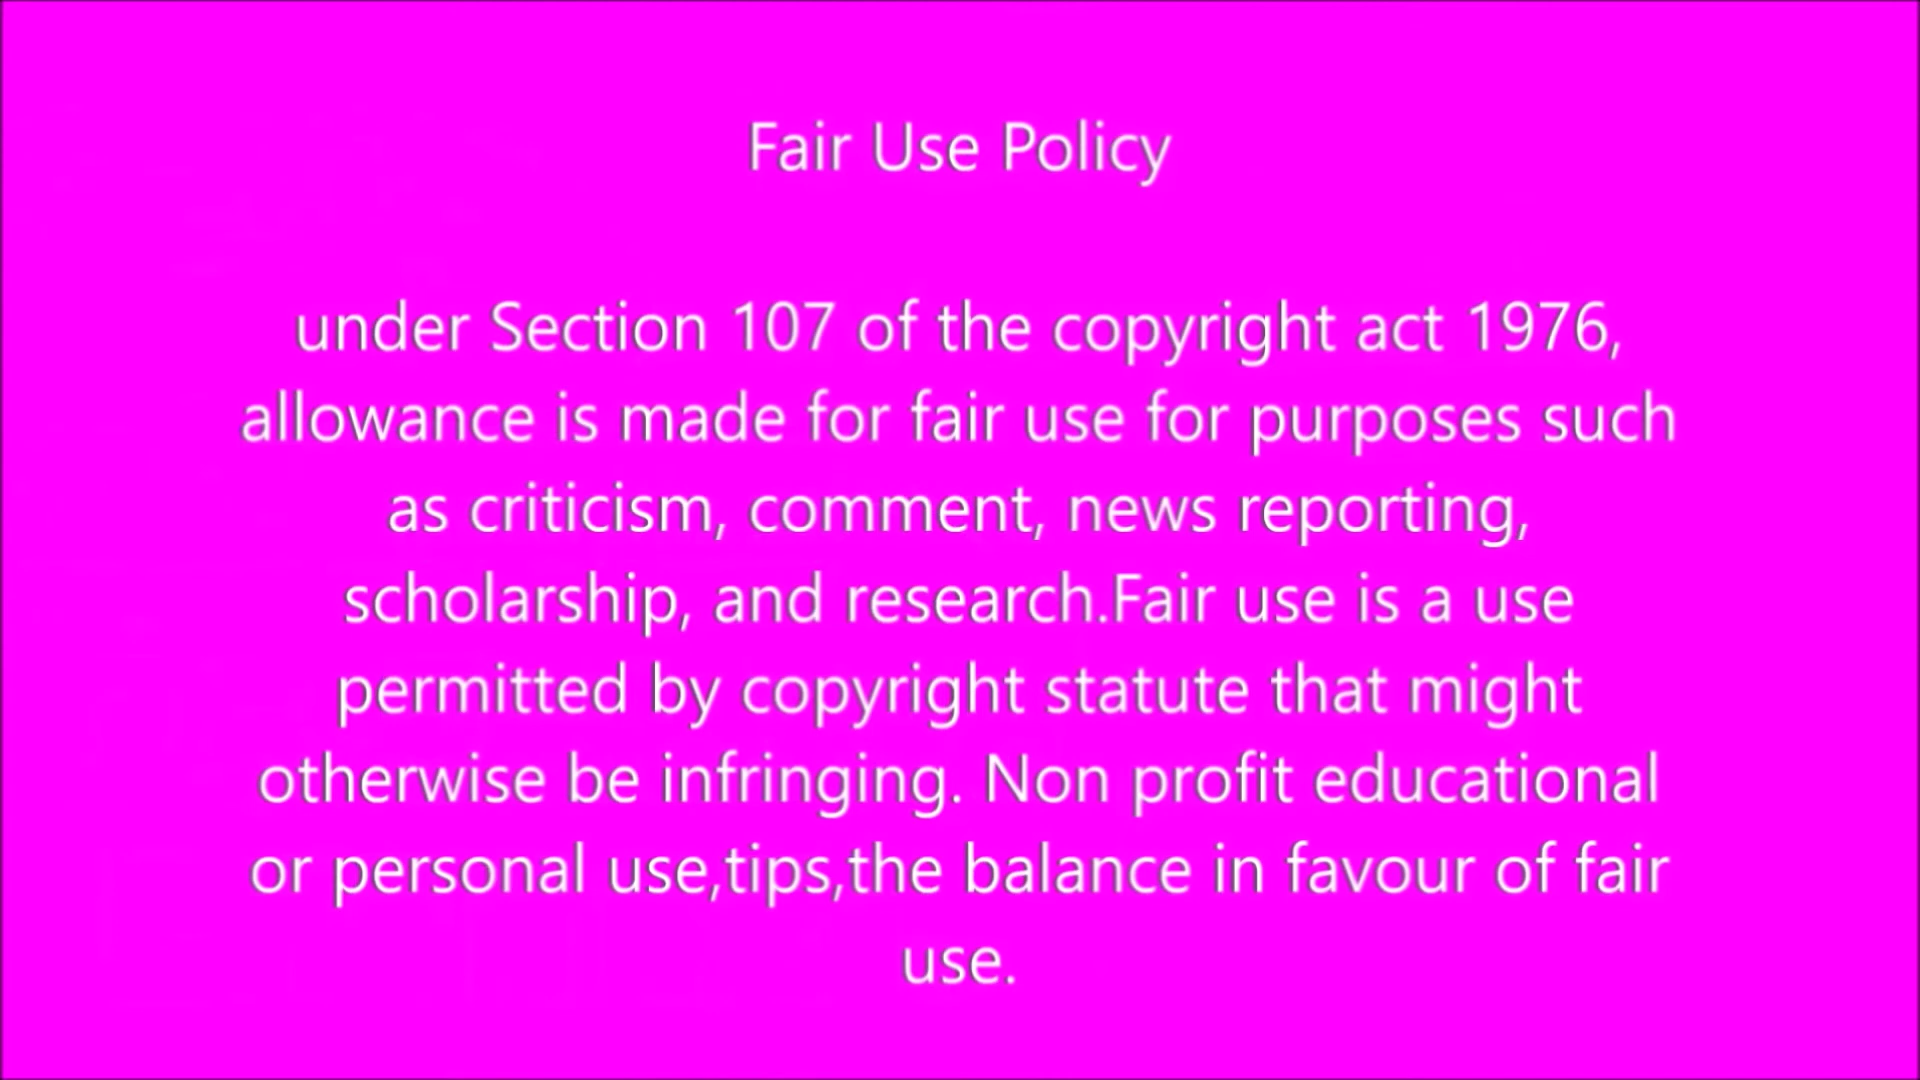 Fair Use Policy
under Section 107 of the copyright act 1976,
allowance is made for fair use for purposes such
as criticism, comment, news reporting,
scholarship, and research.Fair use is a use
permitted by copyright statute that might
otherwise be infringing. Non profit educational
or personal use,tips,the balance in favour of fair
use.